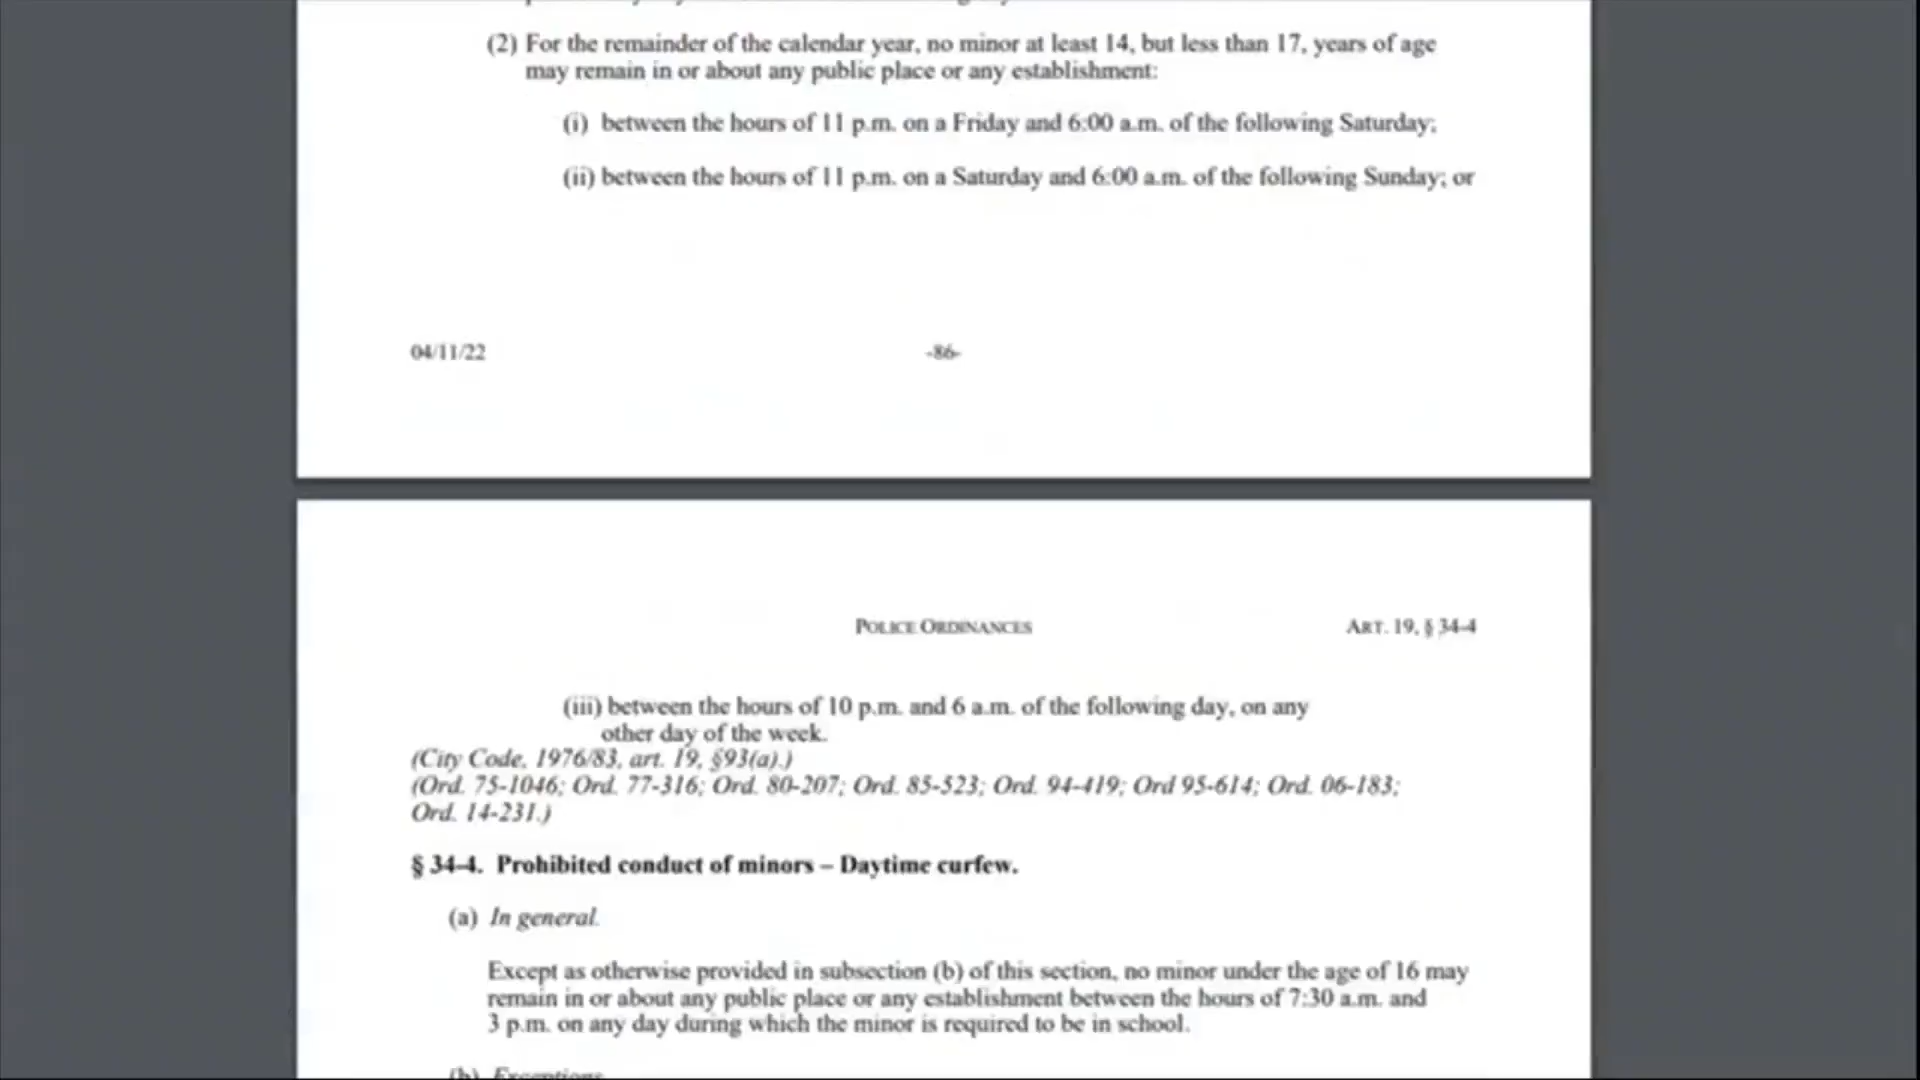 (2) For the remainder of the calendar year, no minor at least 14, but less than 17, years of age
may remain in or about any public place or any establishment:
(i) between the hours of 11 p.m. on a Friday and 6:00 a.m. of the following Saturday;
(ii) between the hours of 11 p.m. on a Saturday and 6:00 a.m. of the following Sunday; or
04/11/22 -86-
POLICE ORDINANCES ART. 19, § 34-4
(iii) between the hours of 10 p.m. and 6 a.m. of the following day, on any
other day of the week.
(City Code, 1976/83, art. 19, §93(a).)
(Ord. 75-1046; Ord. 77-316; Ord. 80-207; Ord. 85-523; Ord. 94-419; Ord 95-614; Ord. 06-183;
Ord. 14-231.)
§ 34-4. Prohibited conduct of minors – Daytime curfew.
(a) In general.
Except as otherwise provided in subsection (b) of this section, no minor under the age of 16 may
remain in or about any public place or any establishment between the hours of 7:30 a.m. and
3 p.m. on any day during which the minor is required to be in school.
(b) Exceptions